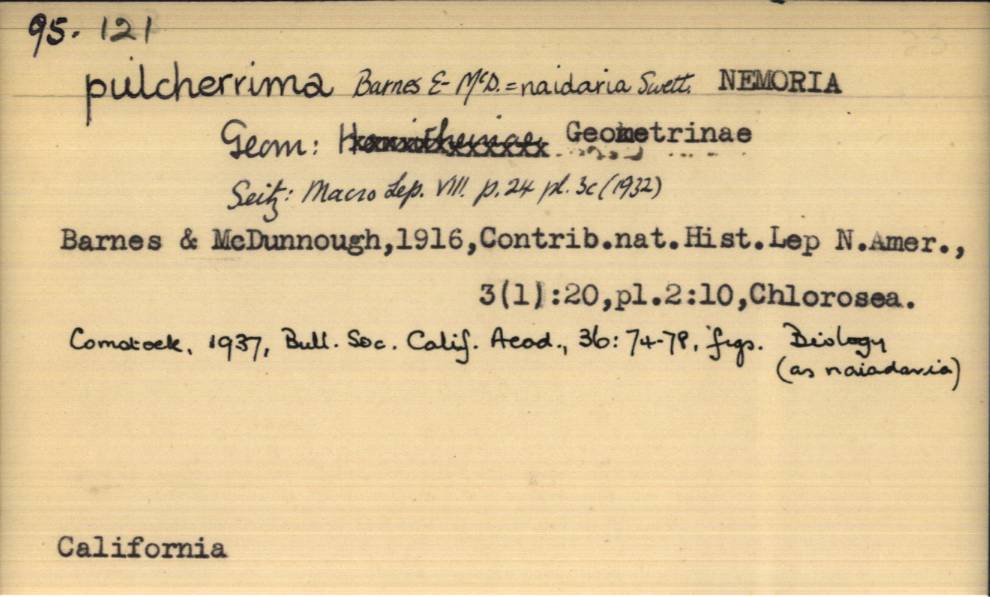 95. 121
pulcherrima Barnes & McD. = naidaria Swett. NEMORIA
Geom: Geometrinae
Seitz: Macro Lep. VIII. p.24 pl. 3c (1932)
Barnes & McDunnough,1916,Contrib.nat.Hist.Lep N.Amer.,
3(1):20,pl.2:10,Chlorosea.
Comstock, 1937, Bull. Soc. Calif. Acad., 36: 74-78, figs. Biology
(as naiadaria)
California